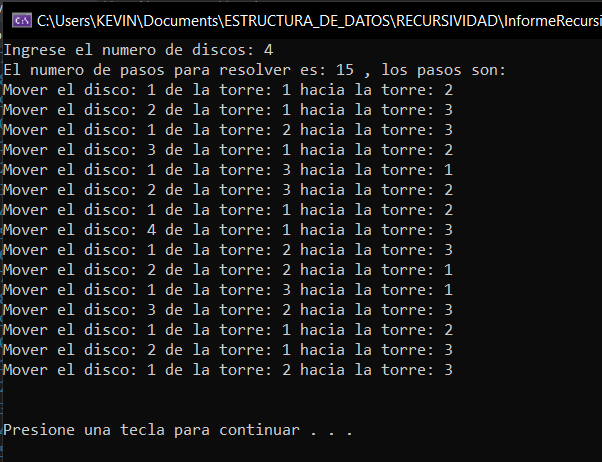 C:\Users\KEVIN\Documents\ESTRUCTURA_DE_DATOS\RECURSIVIDAD\InformeRecursi
Ingrese el numero de discos: 4
El numero de pasos para resolver es: 15 , los pasos son:
Mover el disco: 1 de la torre: 1 hacia la torre: 2
Mover el disco: 2 de la torre: 1 hacia la torre: 3
Mover el disco: 1 de la torre: 2 hacia la torre: 3
Mover el disco: 3 de la torre: 1 hacia la torre: 2
Mover el disco: 1 de la torre: 3 hacia la torre: 1
Mover el disco: 2 de la torre: 3 hacia la torre: 2
Mover el disco: 1 de la torre: 1 hacia la torre: 2
Mover el disco: 4 de la torre: 1 hacia la torre: 3
Mover el disco: 1 de la torre: 2 hacia la torre: 3
Mover el disco: 2 de la torre: 2 hacia la torre: 1
Mover el disco: 1 de la torre: 3 hacia la torre: 1
Mover el disco: 3 de la torre: 2 hacia la torre: 3
Mover el disco: 1 de la torre: 1 hacia la torre: 2
Mover el disco: 2 de la torre: 1 hacia la torre: 3
Mover el disco: 1 de la torre: 2 hacia la torre: 3
Presione una tecla para continuar . . .